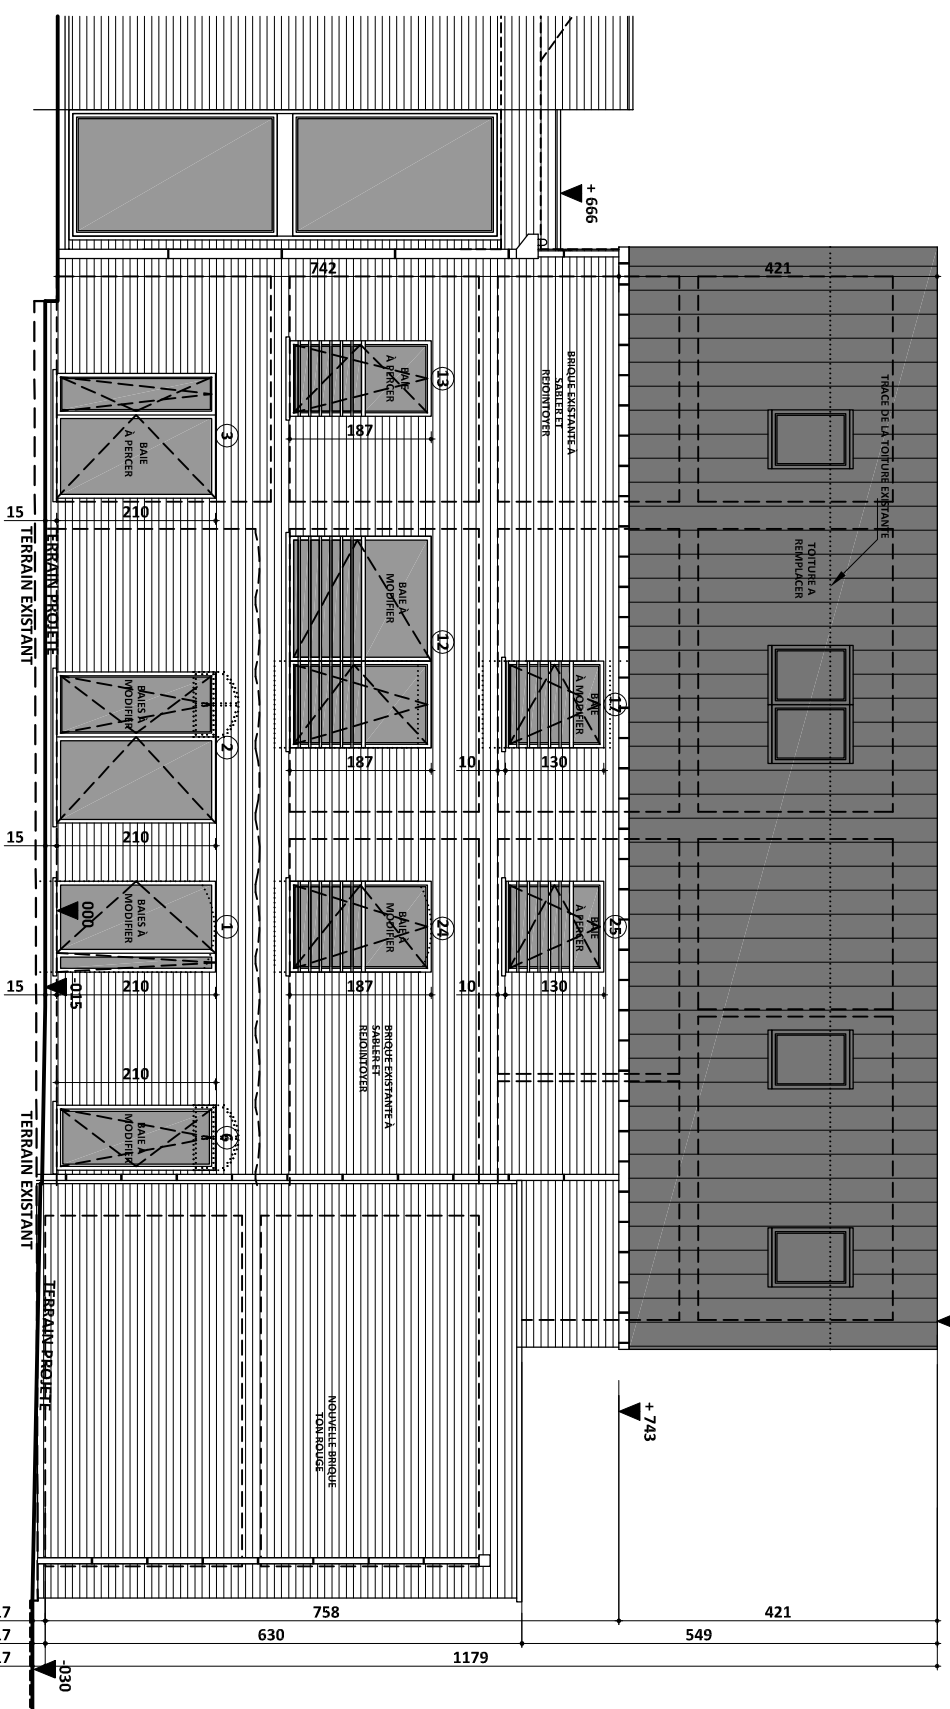 + 666
742
421
BRIQUE EXISTANTE À
SABLER ET
REJOINTOYER
TRACE DE LA TOITURE EXISTANTE
13
BAIE
À PERCER
187
3
BAIE
À PERCER
15
210
TERRAIN PROJETE
TERRAIN EXISTANT
TOITURE A
REMPLACER
12
BAIE À
MODIFIER
17
BAIE
À MODIFIER
BAIES À
MODIFIER
2
187
10
130
15
210
1
BAIES À
MODIFIER
000
24
BAIE À
MODIFIER
25
BAIE
À PERCER
-015
15
210
187
10
130
BRIQUE EXISTANTE À
SABLER ET
REJOINTOYER
210
6
BAIE À
MODIFIER
TERRAIN EXISTANT
TERRAIN PROJETE
NOUVELLE BRIQUE
TON ROUGE
+ 743
758
421
630
549
1179
-030